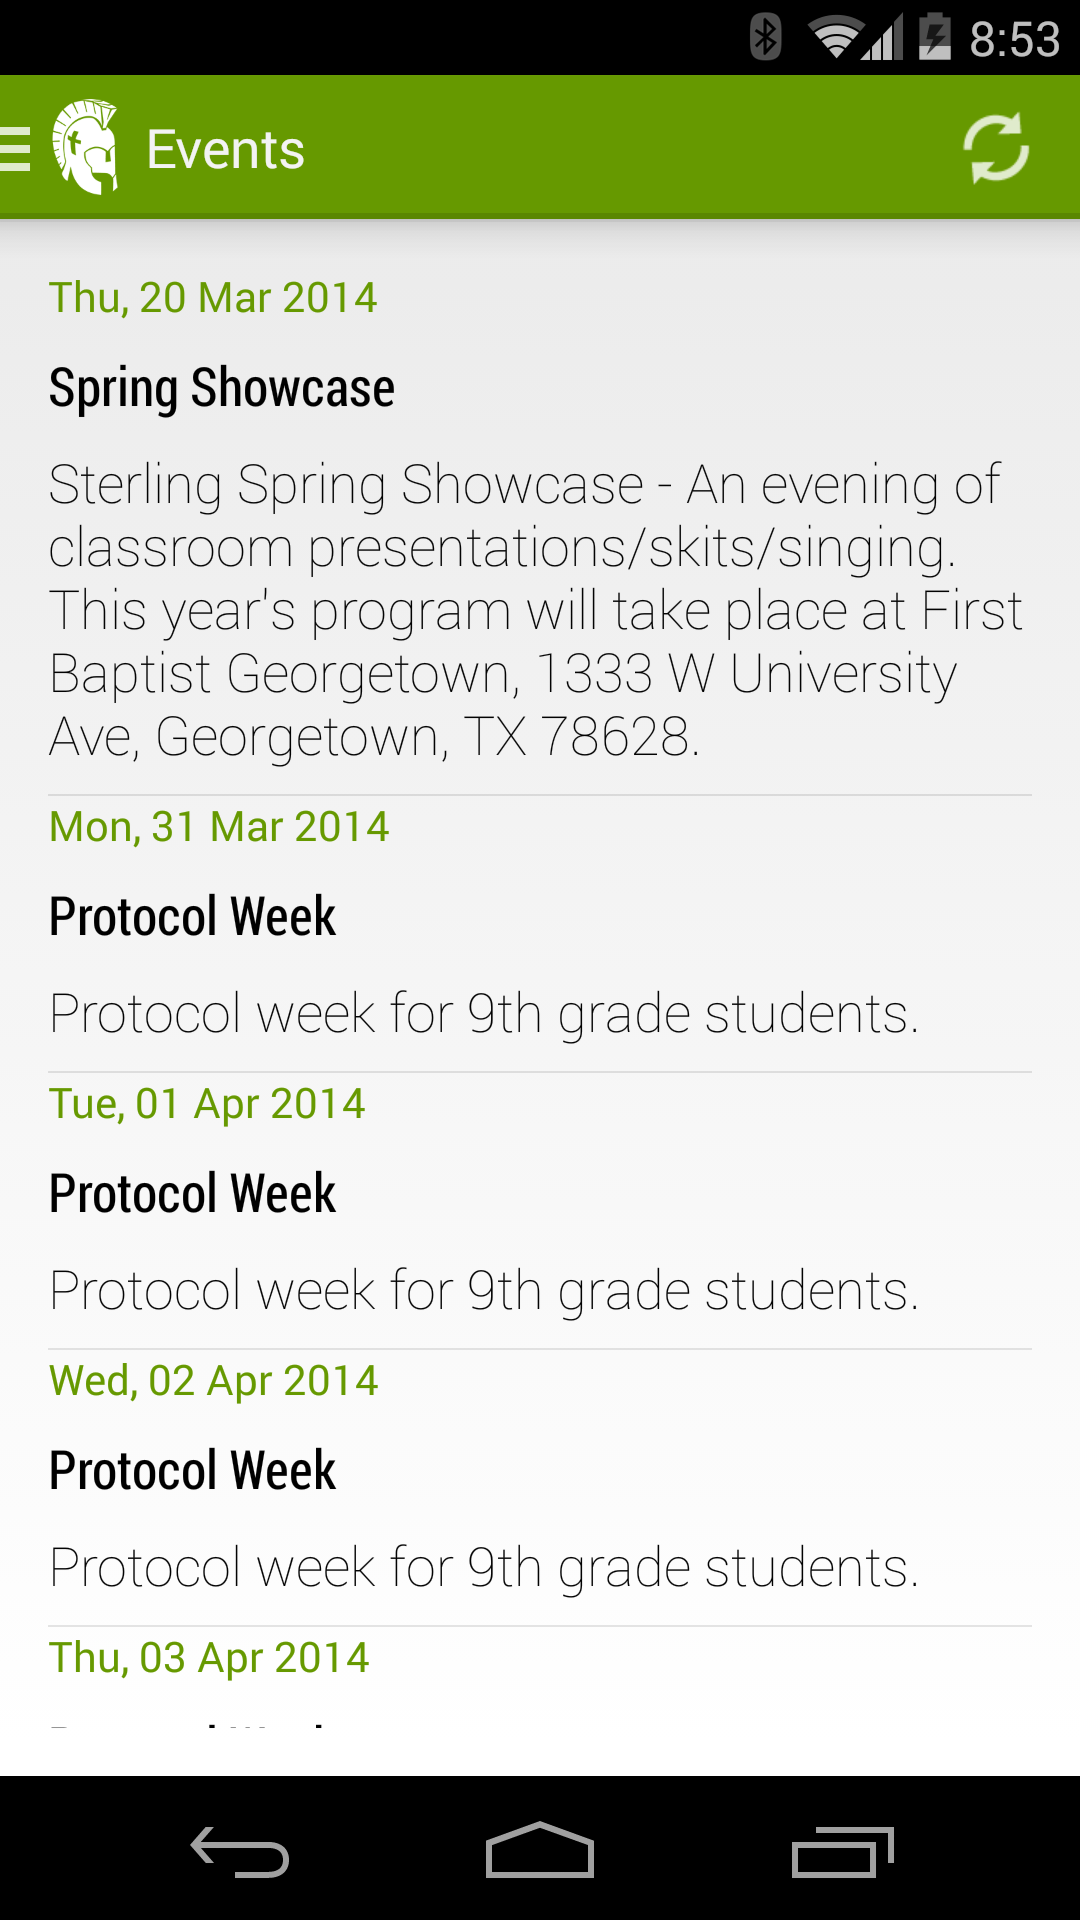 8:53
Events
Thu, 20 Mar 2014
Spring Showcase
Sterling Spring Showcase - An evening of
classroom presentations/skits/singing.
This year's program will take place at First
Baptist Georgetown, 1333 W University
Ave, Georgetown, TX 78628.
Mon, 31 Mar 2014
Protocol Week
Protocol week for 9th grade students.
Tue, 01 Apr 2014
Protocol Week
Protocol week for 9th grade students.
Wed, 02 Apr 2014
Protocol Week
Protocol week for 9th grade students.
Thu, 03 Apr 2014